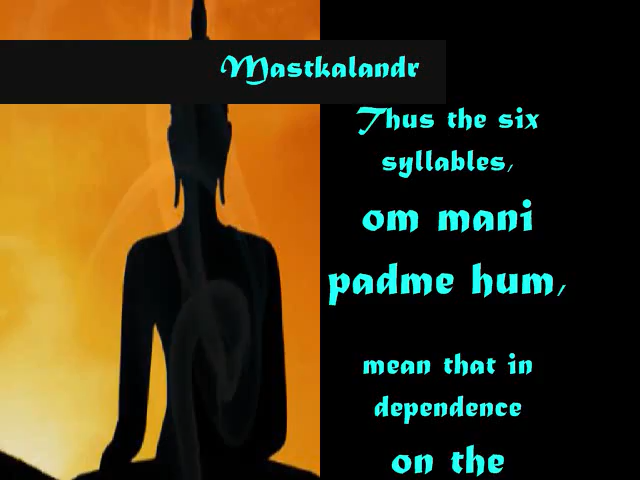 Mastkalandr
Thus the six
syllables,
om mani
padme hum,
mean that in
dependence
on the